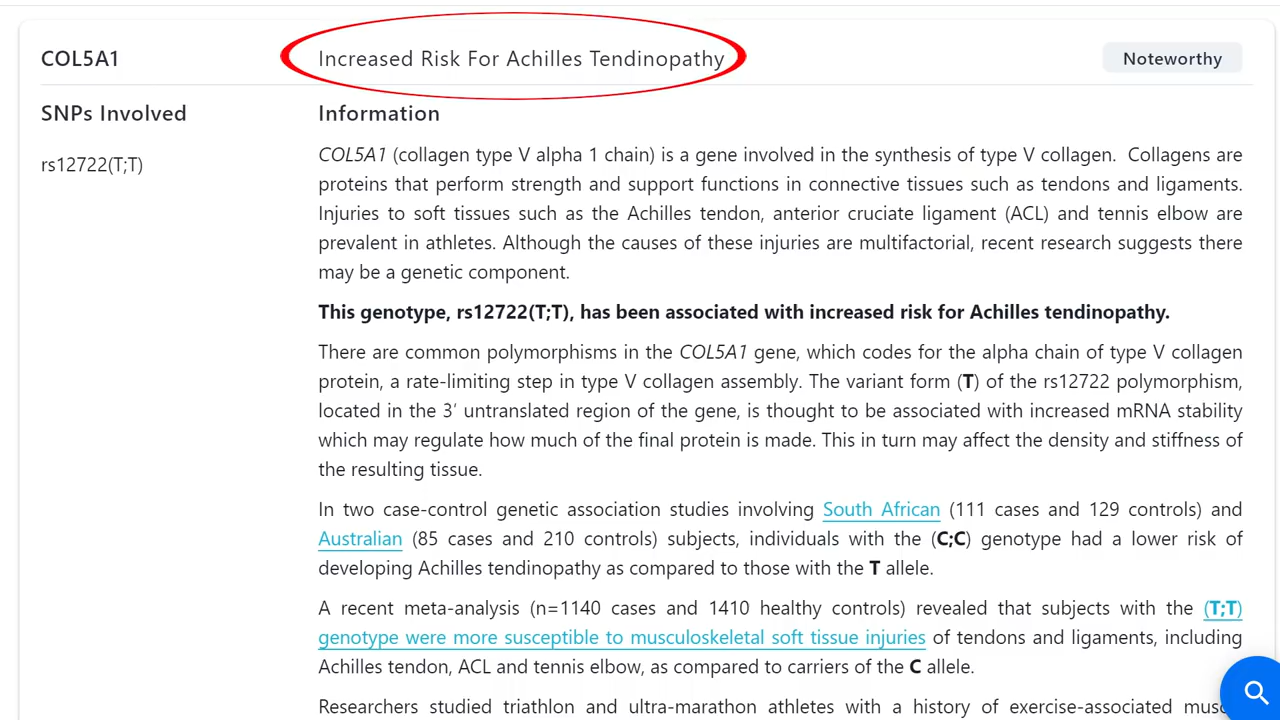 COL5A1
Increased Risk For Achilles Tendinopathy
Noteworthy
SNPs Involved
Information
rs12722(T;T)
COL5A1 (collagen type V alpha 1 chain) is a gene involved in the synthesis of type V collagen. Collagens are
proteins that perform strength and support functions in connective tissues such as tendons and ligaments.
Injuries to soft tissues such as the Achilles tendon, anterior cruciate ligament (ACL) and tennis elbow are
prevalent in athletes. Although the causes of these injuries are multifactorial, recent research suggests there
may be a genetic component.
This genotype, rs12722(T;T), has been associated with increased risk for Achilles tendinopathy.
There are common polymorphisms in the COL5A1 gene, which codes for the alpha chain of type V collagen
protein, a rate-limiting step in type V collagen assembly. The variant form (T) of the rs12722 polymorphism,
located in the 3’ untranslated region of the gene, is thought to be associated with increased mRNA stability
which may regulate how much of the final protein is made. This in turn may affect the density and stiffness of
the resulting tissue.
In two case-control genetic association studies involving South African (111 cases and 129 controls) and
Australian (85 cases and 210 controls) subjects, individuals with the (C;C) genotype had a lower risk of
developing Achilles tendinopathy as compared to those with the T allele.
A recent meta-analysis (n=1140 cases and 1410 healthy controls) revealed that subjects with the (T;T)
genotype were more susceptible to musculoskeletal soft tissue injuries of tendons and ligaments, including
Achilles tendon, ACL and tennis elbow, as compared to carriers of the C allele.
Researchers studied triathlon and ultra-marathon athletes with a history of exercise-associated